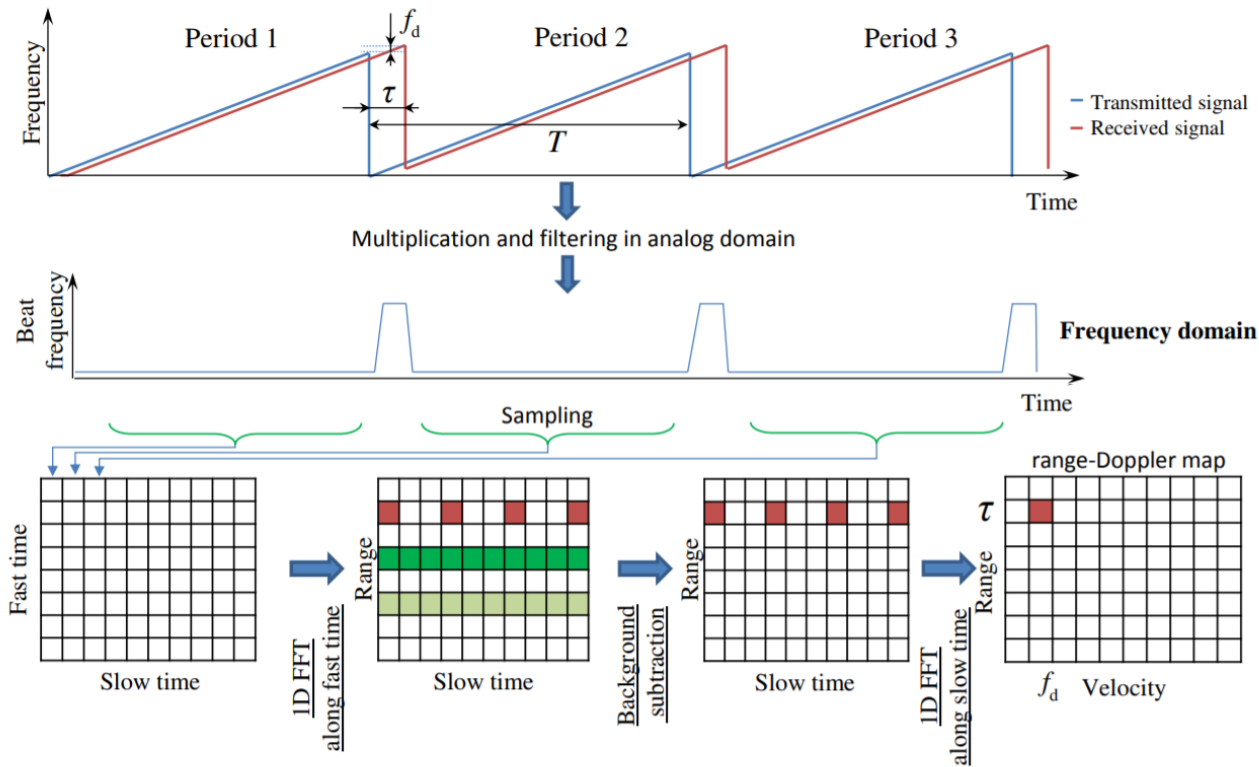 f_d
Period 1
Period 2
Period 3
Frequency
τ
T
Transmitted signal
Received signal
Time
Multiplication and filtering in analog domain
Beat
frequency
Frequency domain
Time
Sampling
range-Doppler map
Fast time
Slow time
1D FFT
along fast time
Range
Slow time
Background
subtraction
Range
Slow time
1D FFT
along slow time
τ
Range
f_d
Velocity